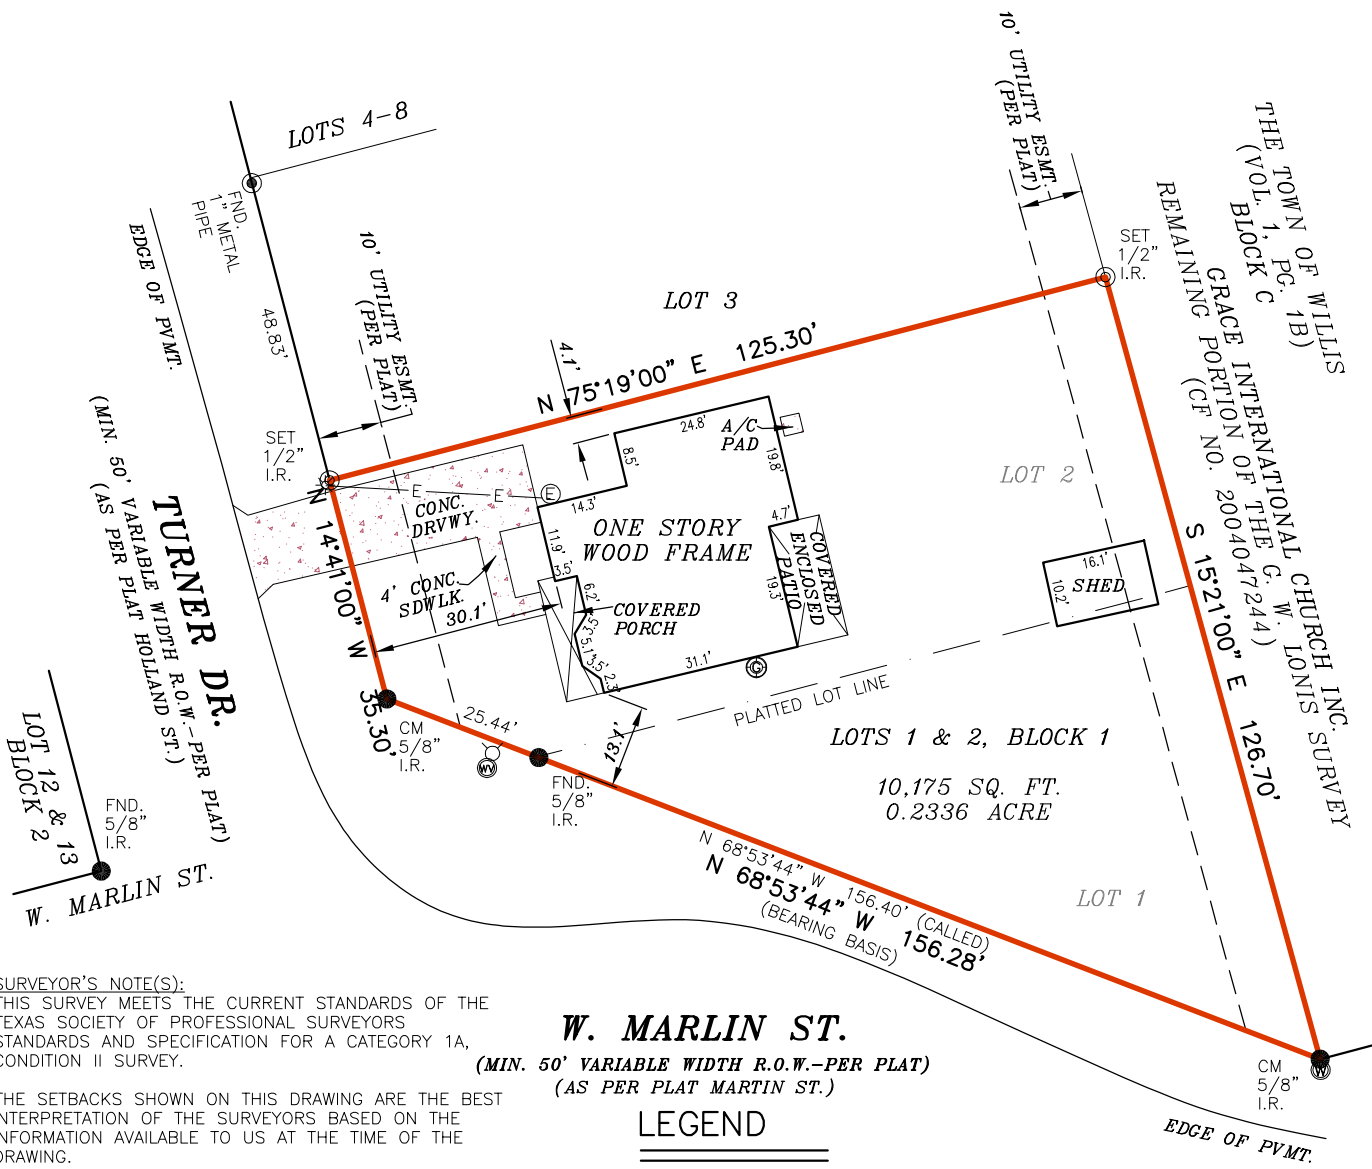 LOTS 4-8
FND.
1" METAL
PIPE
EDGE OF PVMT.
48.83'
10' UTILITY ESMT.
(PER PLAT)
10' UTILITY ESMT.
(PER PLAT)
THE TOWN OF WILLIS
(VOL. 1, PG. 1B)
BLOCK C
GRACE INTERNATIONAL CHURCH INC.
REMAINING PORTION OF THE G. W. LONIS SURVEY
(CF NO. 2004047244)
SET
1/2"
I.R.
LOT 3
N 75°19'00" E 125.30'
4.1'
SET
1/2"
I.R.
24.8'
A/C
PAD
8.5'
19.8'
LOT 2
E
E
E
CONC.
DRVWY.
14.3'
ONE STORY
WOOD FRAME
4.7'
11.9'
COVERED
ENCLOSED
PATIO
N 14°41'00" W
35.30'
4' CONC.
SDWLK.
30.1'
3.5'
6.2'
COVERED
PORCH
3.5'
5.1'
3.5'
2.3'
19.3'
31.1'
G
16.1'
SHED
10.2'
S 15°21'00" E 126.70'
TURNER DR.
(MIN. 50' VARIABLE WIDTH R.O.W.-PER PLAT)
(AS PER PLAT HOLLAND ST.)
PLATTED LOT LINE
CM
5/8"
I.R.
25.44'
WV
13.1'
FND.
5/8"
I.R.
LOTS 1 & 2, BLOCK 1
10,175 SQ. FT.
0.2336 ACRE
LOT 12 & 13
BLOCK 2
FND.
5/8"
I.R.
W. MARLIN ST.
N 68°53'44" W 156.40' (CALLED)
N 68°53'44" W 156.28'
(BEARING BASIS)
LOT 1
SURVEYOR'S NOTE(S):
THIS SURVEY MEETS THE CURRENT STANDARDS OF THE
TEXAS SOCIETY OF PROFESSIONAL SURVEYORS
STANDARDS AND SPECIFICATION FOR A CATEGORY 1A,
CONDITION II SURVEY.
THE SETBACKS SHOWN ON THIS DRAWING ARE THE BEST
INTERPRETATION OF THE SURVEYORS BASED ON THE
INFORMATION AVAILABLE TO US AT THE TIME OF THE
DRAWING.
W. MARLIN ST.
(MIN. 50' VARIABLE WIDTH R.O.W.-PER PLAT)
(AS PER PLAT MARTIN ST.)
LEGEND
W
CM
5/8"
I.R.
EDGE OF PVMT.